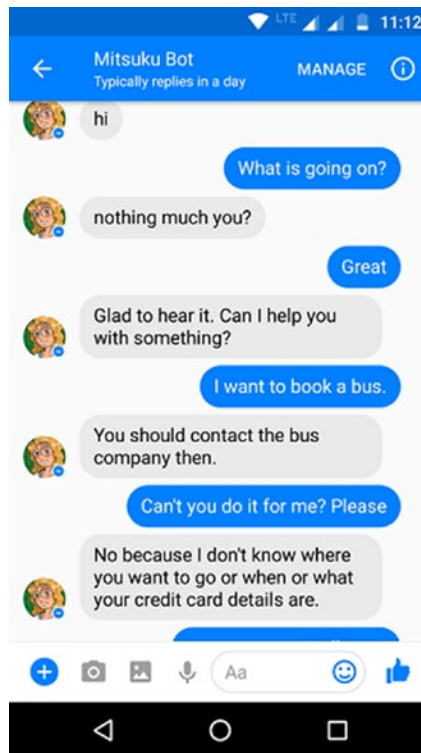 LTE 11:12
Mitsuku Bot
Typically replies in a day
MANAGE
hi
What is going on?
nothing much you?
Great
Glad to hear it. Can I help you
with something?
I want to book a bus.
You should contact the bus
company then.
Can't you do it for me? Please
No because I don't know where
you want to go or when or what
your credit card details are.
Aa